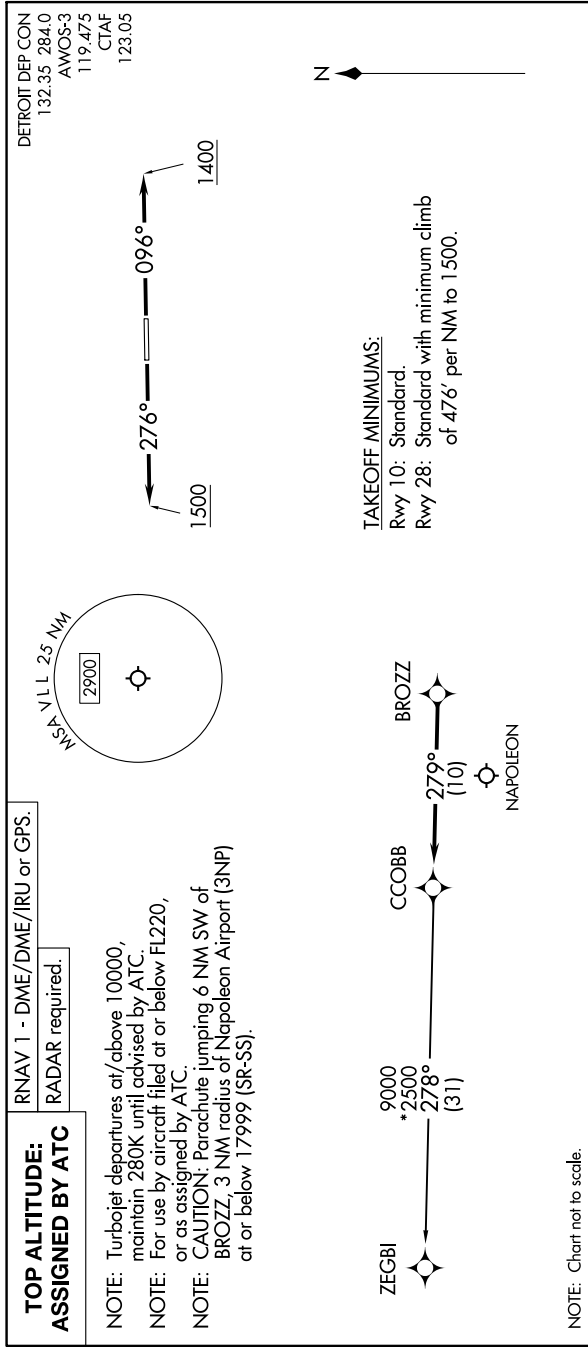 TOP ALTITUDE:
ASSIGNED BY ATC
RNAV 1 - DME/DME/IRU or GPS.
RADAR required.
NOTE: Turbojet departures at/above 10000,
maintain 280K until advised by ATC.
NOTE: For use by aircraft filed at or below FL220,
or as assigned by ATC.
NOTE: CAUTION: Parachute jumping 6 NM SW of
BROZZ, 3 NM radius of Napoleon Airport (3NP)
at or below 17999 (SR-SS).
MSA VLL 25 NM
2900
DETROIT DEP CON
132.35 284.0
AWOS-3
119.475
CTAF
123.05
276°
096°
1500
1400
N
TAKEOFF MINIMUMS:
Rwy 10: Standard.
Rwy 28: Standard with minimum climb
of 476' per NM to 1500.
ZEGBI
9000
*2500
278°
(31)
CCOBB
279°
(10)
BROZZ
NAPOLEON
NOTE: Chart not to scale.